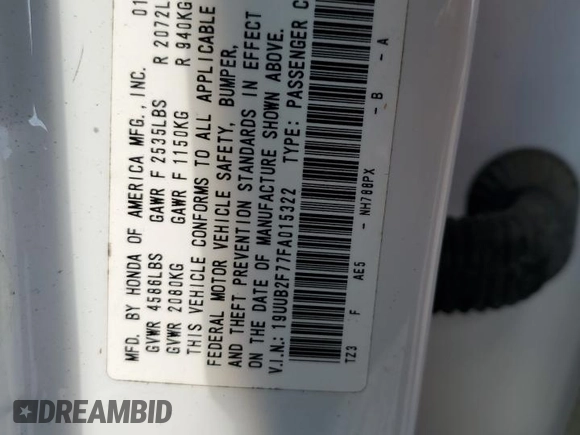 MFD. BY HONDA OF AMERICA MFG., INC. 01
GVWR 4586LBS GAWR F 2535LBS R 2072L
GVWR 2080KG GAWR F 1150KG R 940KG
THIS VEHICLE CONFORMS TO ALL APPLICABLE
FEDERAL MOTOR VEHICLE SAFETY, BUMPER,
AND THEFT PREVENTION STANDARDS IN EFFECT
ON THE DATE OF MANUFACTURE SHOWN ABOVE.
V.I.N.: 19UUB2F77FA015322 TYPE: PASSENGER C
TZ3 F AE5 - NH788PX - B - A
DREAMBID